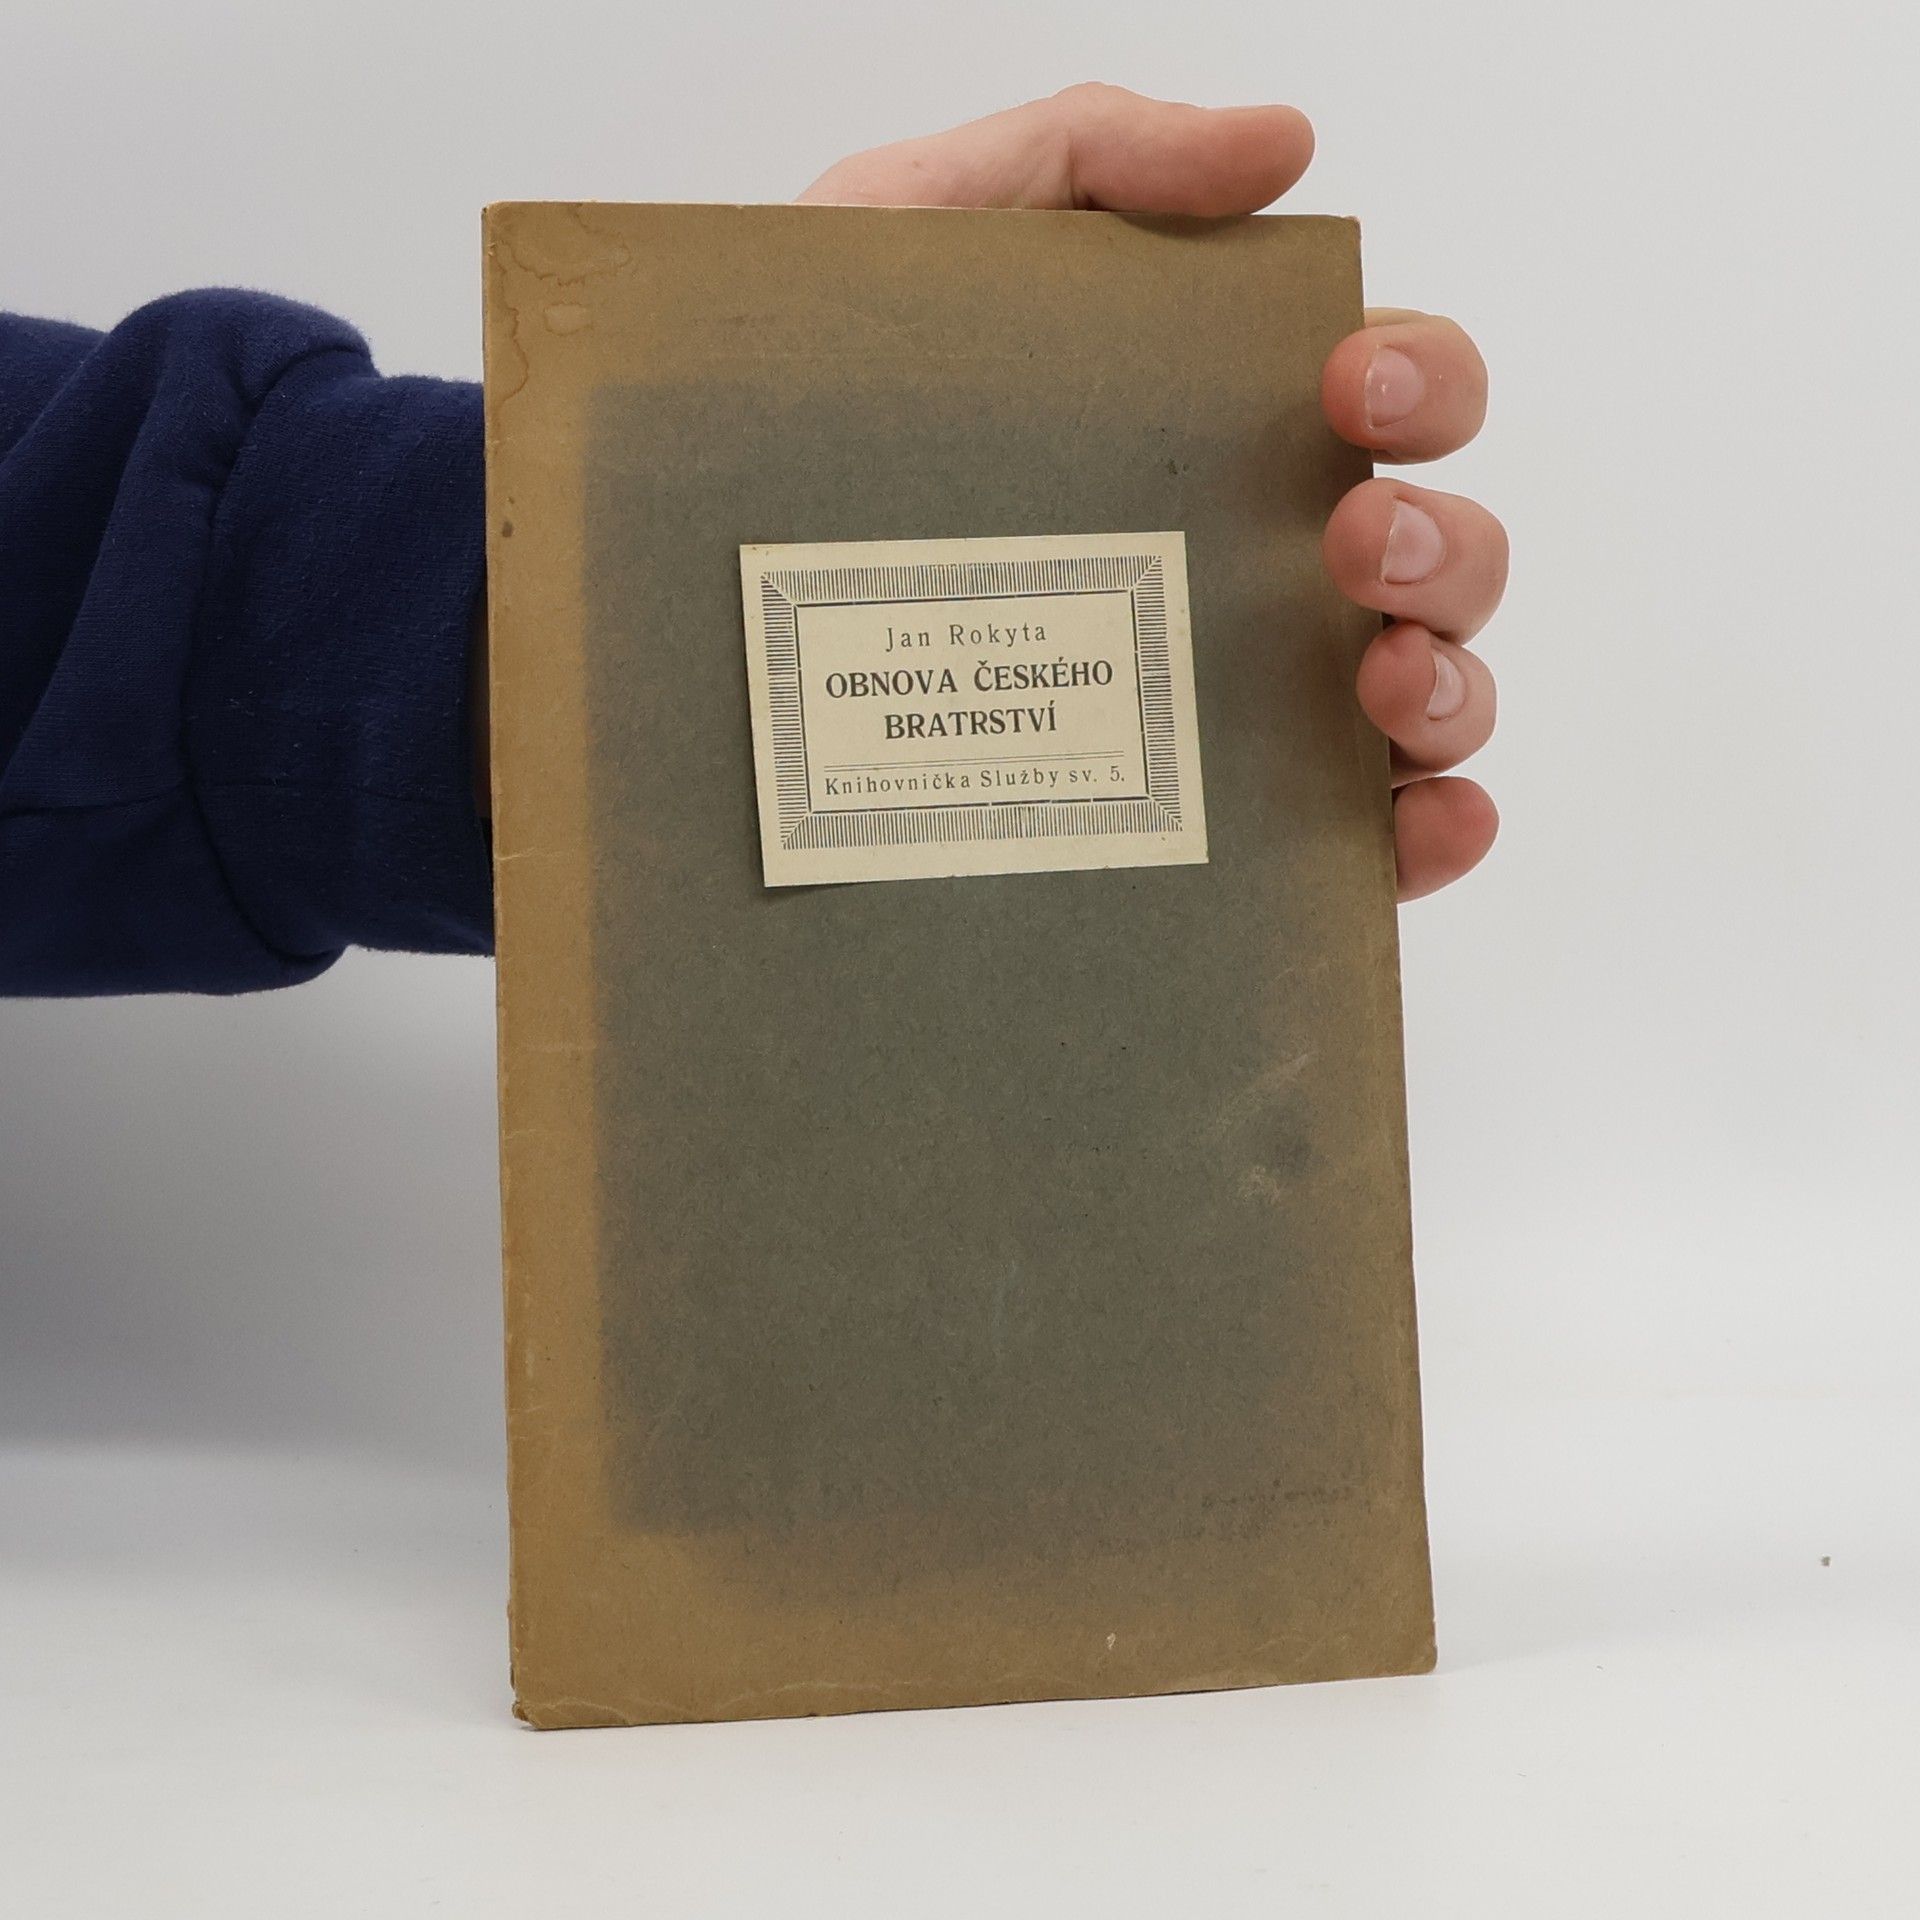 Jan Rokyta
OBNOVA ČESKÉHO
BRATRSTVÍ
Knihovnička Služby sv. 5.